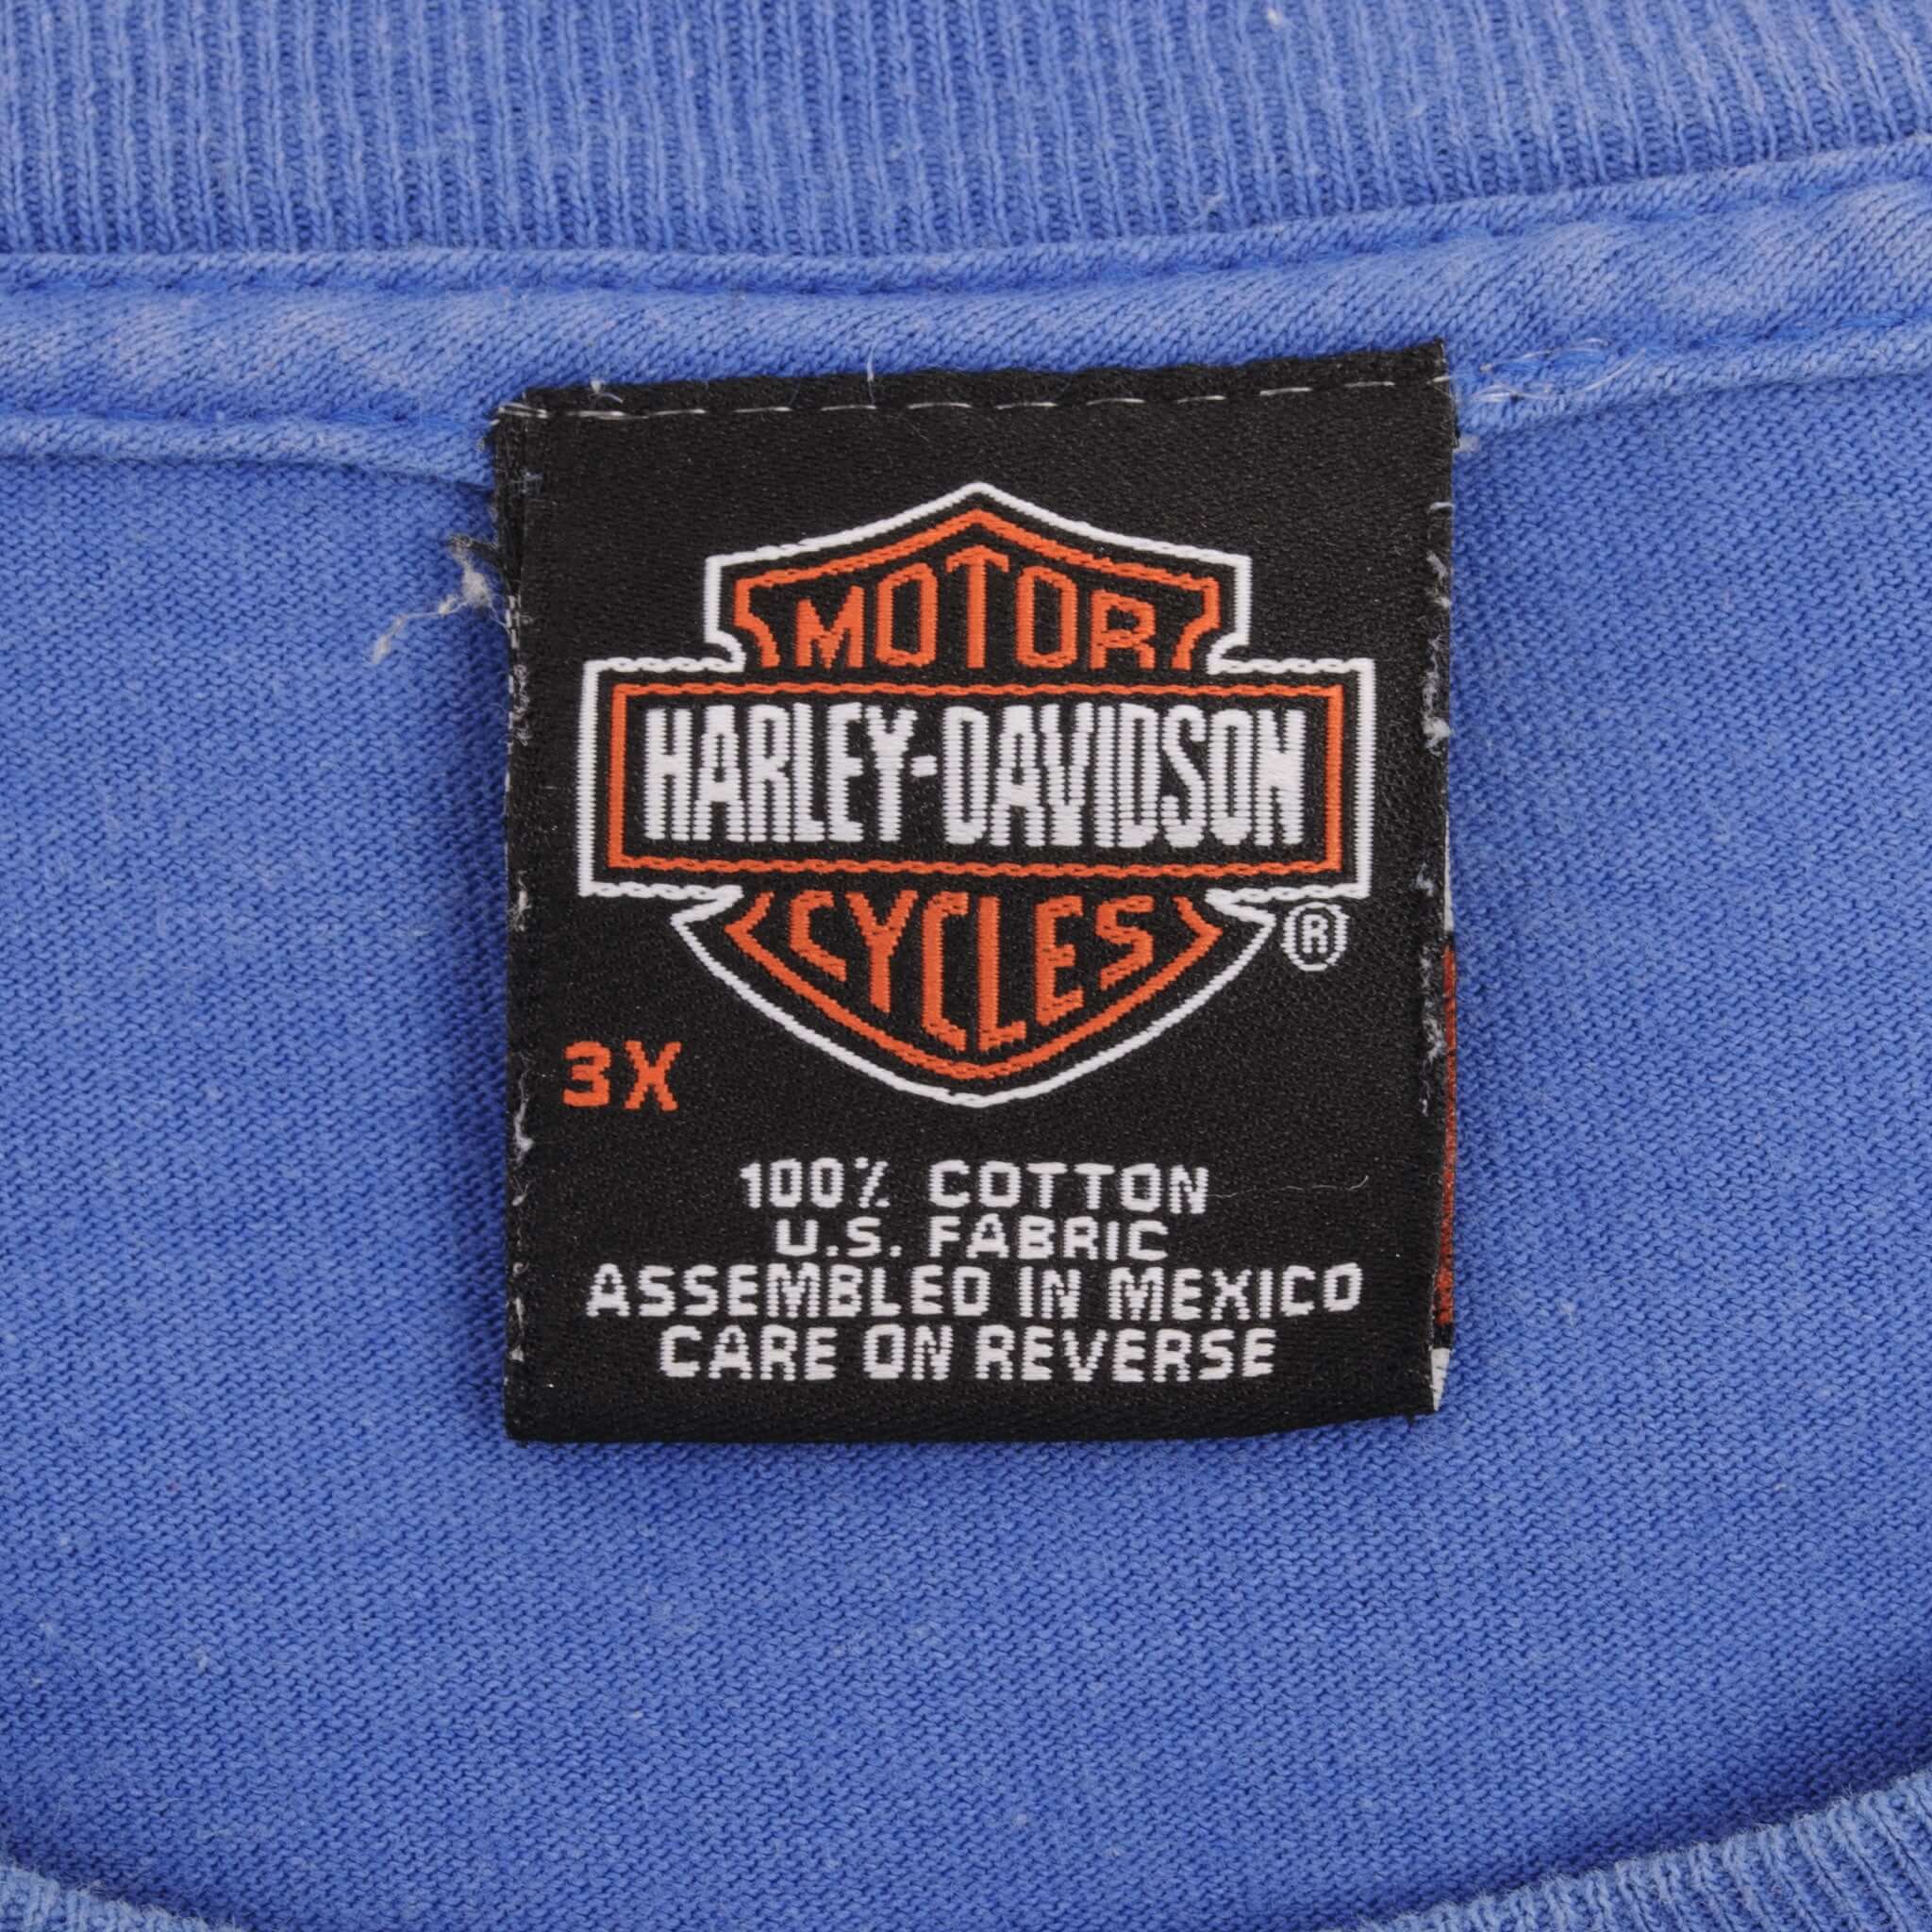 MOTOR
HARLEY-DAVIDSON
CYCLES
®
3X
100% COTTON
U.S. FABRIC
ASSEMBLED IN MEXICO
CARE ON REVERSE